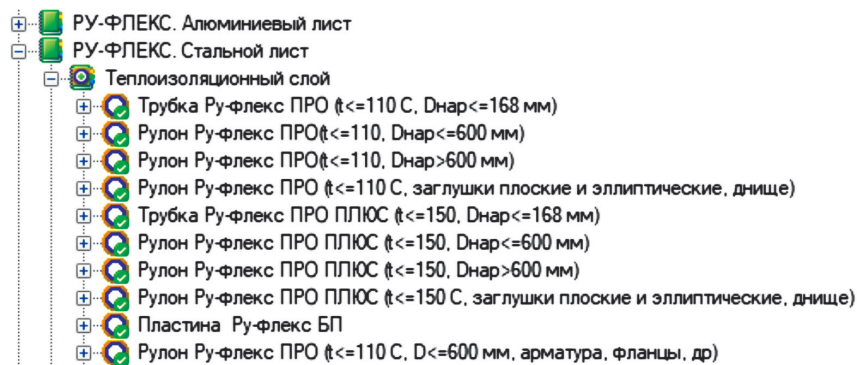 РУ-ФЛЕКС. Алюминиевый лист
РУ-ФЛЕКС. Стальной лист
Теплоизоляционный слой
Трубка Ру-флекс ПРО (t<=110 С, Dнар<=168 мм)
Рулон Ру-флекс ПРО(t<=110, Dнар<=600 мм)
Рулон Ру-флекс ПРО(t<=110, Dнар>600 мм)
Рулон Ру-флекс ПРО (t<=110 С, заглушки плоские и эллиптические, днище)
Трубка Ру-флекс ПРО ПЛЮС (t<=150, Dнар<=168 мм)
Рулон Ру-флекс ПРО ПЛЮС (t<=150, Dнар<=600 мм)
Рулон Ру-флекс ПРО ПЛЮС (t<=150, Dнар>600 мм)
Рулон Ру-флекс ПРО ПЛЮС (t<=150 С, заглушки плоские и эллиптические, днище)
Пластина Ру-флекс БП
Рулон Ру-флекс ПРО (t<=110 С, D<=600 мм, арматура, фланцы, др)